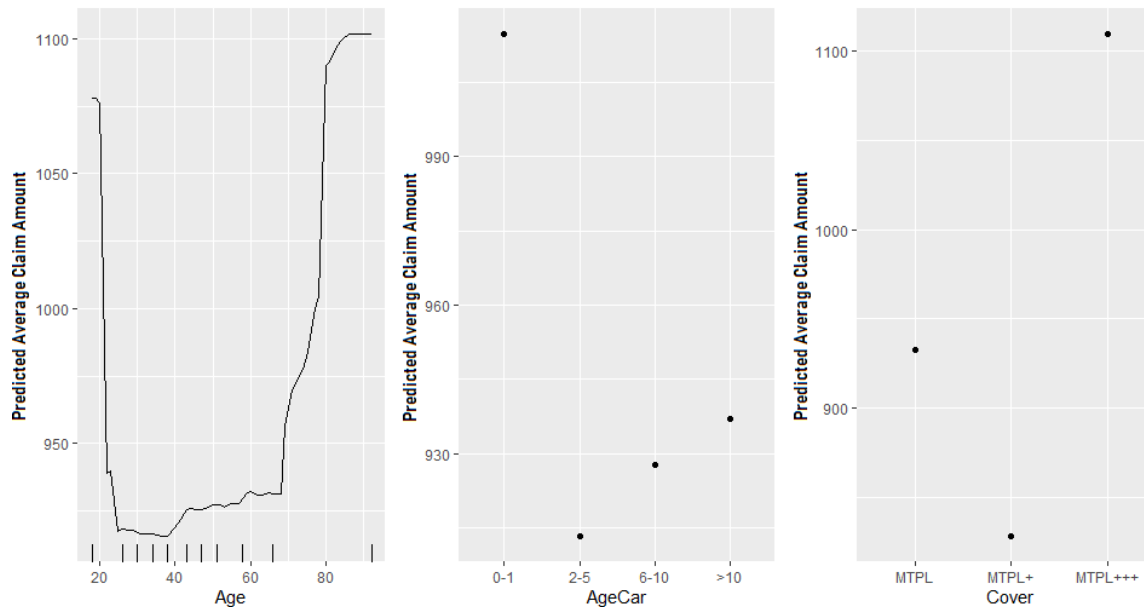 Predicted Average Claim Amount
1100
1050
1000
950
20
40
60
80
Age
Predicted Average Claim Amount
990
960
930
0-1
2-5
6-10
>10
AgeCar
Predicted Average Claim Amount
1100
1000
900
MTPL
MTPL+
MTPL+++
Cover